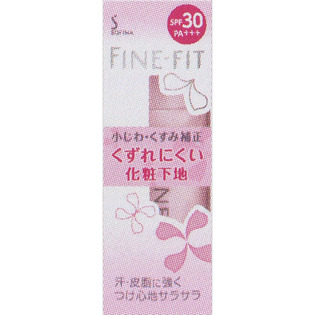 SPF30
PA+++
S
SOFINA
FINE-FIT
小じわ・くすみ補正
くずれにくい
化粧下地
NE
汗・皮脂に強く
つけ心地サラサラ